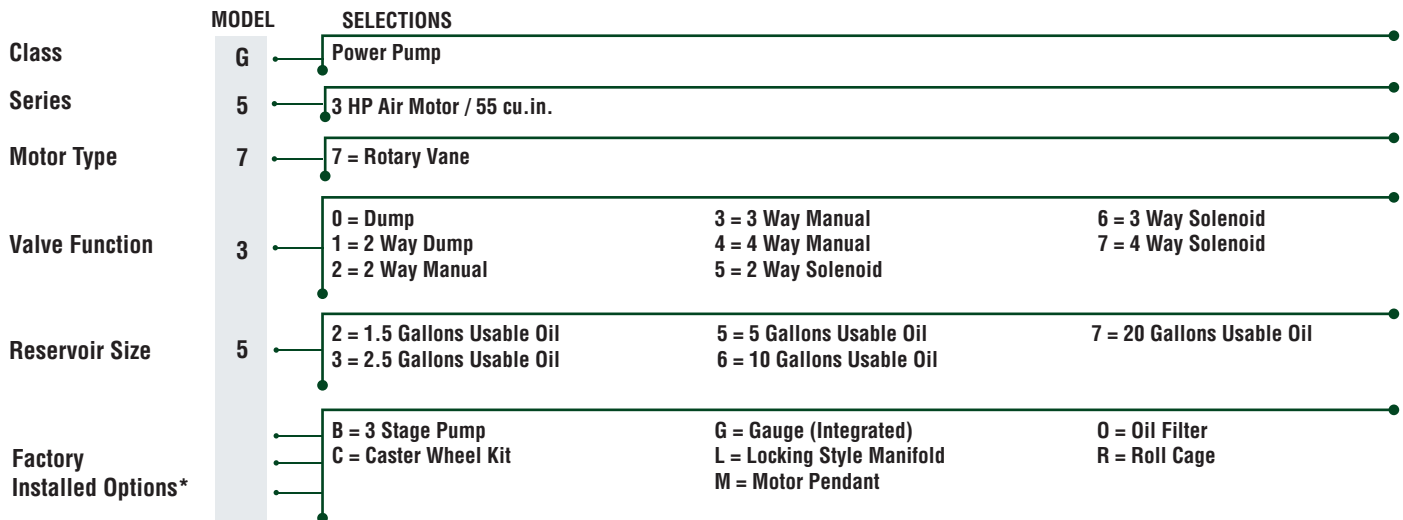 MODEL SELECTIONS
Class G Power Pump
Series 5 3 HP Air Motor / 55 cu.in.
Motor Type 7 7 = Rotary Vane
0 = Dump 3 = 3 Way Manual 6 = 3 Way Solenoid
Valve Function 3 1 = 2 Way Dump 4 = 4 Way Manual 7 = 4 Way Solenoid
2 = 2 Way Manual 5 = 2 Way Solenoid
2 = 1.5 Gallons Usable Oil 5 = 5 Gallons Usable Oil 7 = 20 Gallons Usable Oil
Reservoir Size 5 3 = 2.5 Gallons Usable Oil 6 = 10 Gallons Usable Oil
B = 3 Stage Pump G = Gauge (Integrated) O = Oil Filter
Factory C = Caster Wheel Kit L = Locking Style Manifold R = Roll Cage
Installed Options* M = Motor Pendant